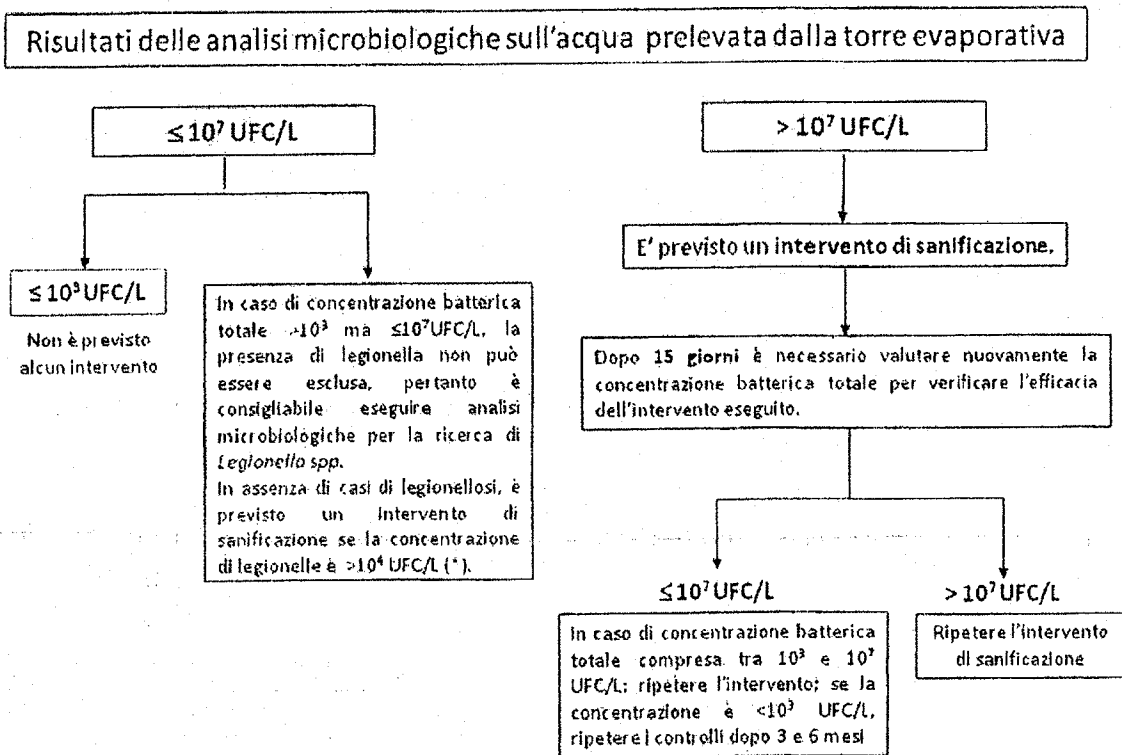 Risultati delle analisi microbiologiche sull'acqua prelevata dalla torre evaporativa
≤ 10⁷ UFC/L
≤ 10³ UFC/L
Non è previsto
alcun intervento
In caso di concentrazione batterica
totale >10³ ma ≤10⁷UFC/L, la
presenza di legionella non può
essere esclusa, pertanto è
consigliabile eseguire analisi
microbiologiche per la ricerca di
Legionella spp.
In assenza di casi di legionellosi, è
previsto un intervento di
sanificazione se la concentrazione
di legionelle è >10⁴ UFC/L (*).
> 10⁷ UFC/L
E' previsto un intervento di sanificazione.
Dopo 15 giorni è necessario valutare nuovamente la
concentrazione batterica totale per verificare l'efficacia
dell'intervento eseguito.
≤10⁷ UFC/L
In caso di concentrazione batterica
totale compresa tra 10³ e 10⁷
UFC/L: ripetere l'intervento; se la
concentrazione è <10³ UFC/L,
ripetere i controlli dopo 3 e 6 mesi
> 10⁷ UFC/L
Ripetere l'intervento
di sanificazione